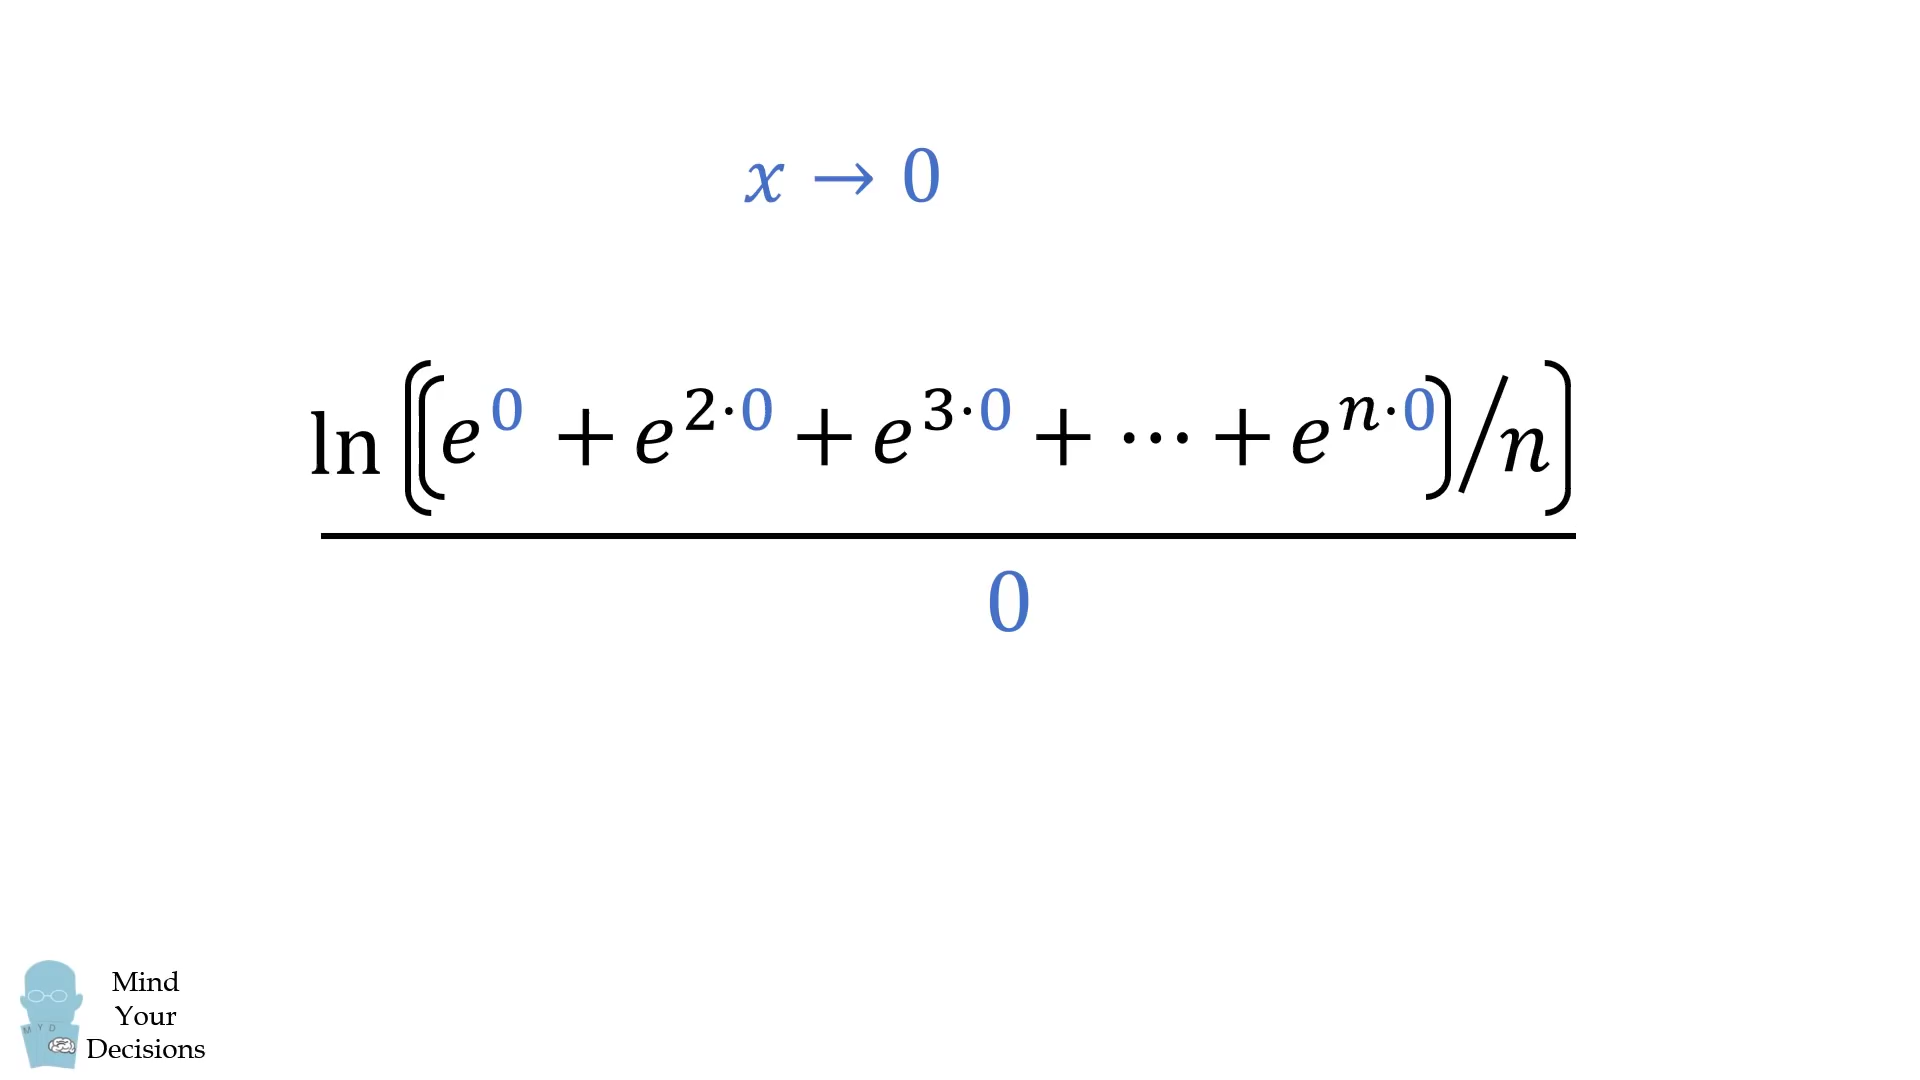 x → 0
ln((e^0 + e^{2·0} + e^{3·0} + ⋯ + e^{n·0})/n)
0
Mind
Your
Decisions
M Y D